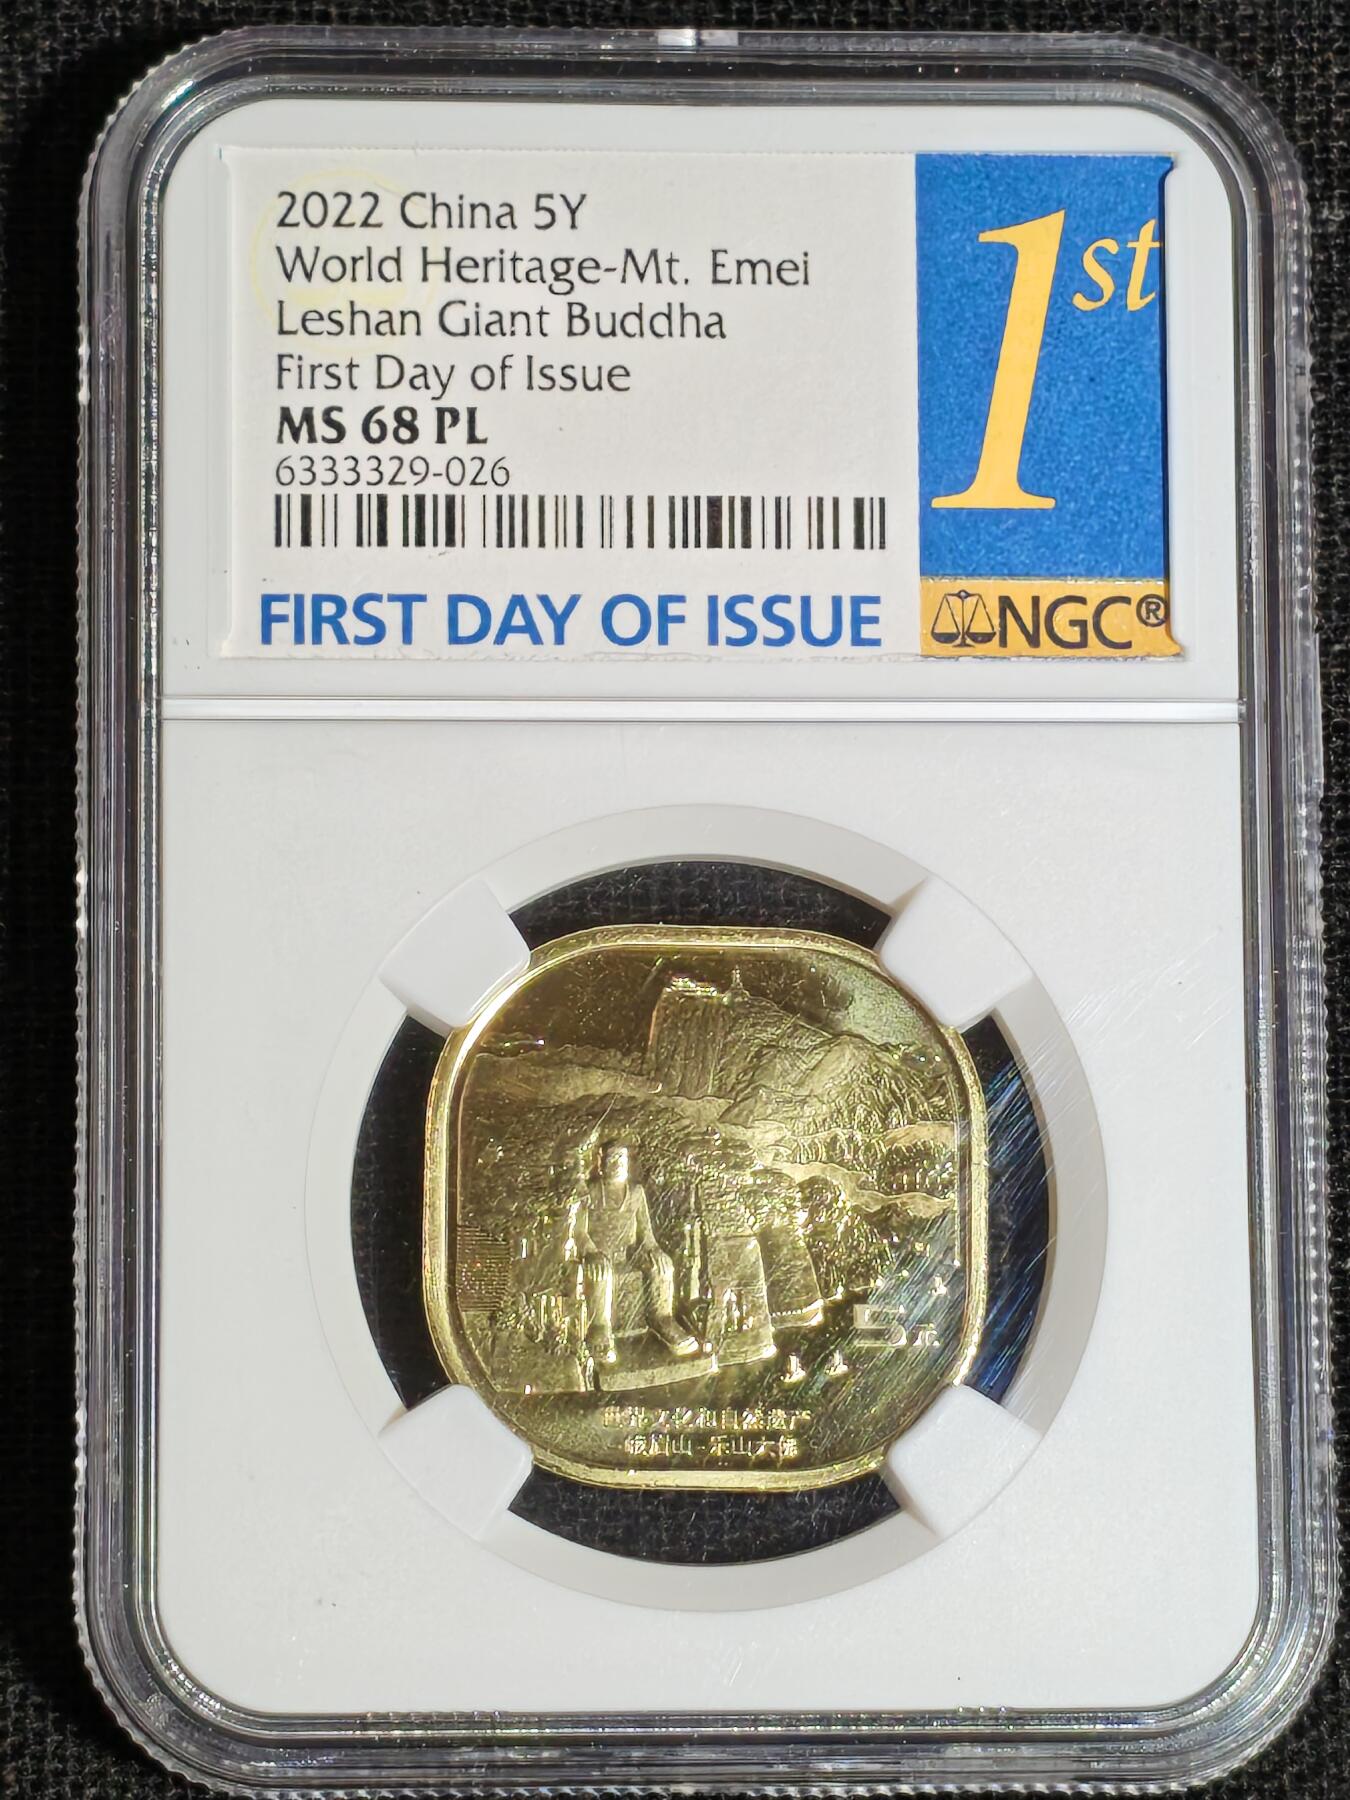 2022 China 5Y
World Heritage-Mt. Emei
Leshan Giant Buddha
First Day of Issue
MS 68 PL
6333329-026
FIRST DAY OF ISSUE
1st
NGC®
5元
世界文化和自然遗产
峨眉山-乐山大佛